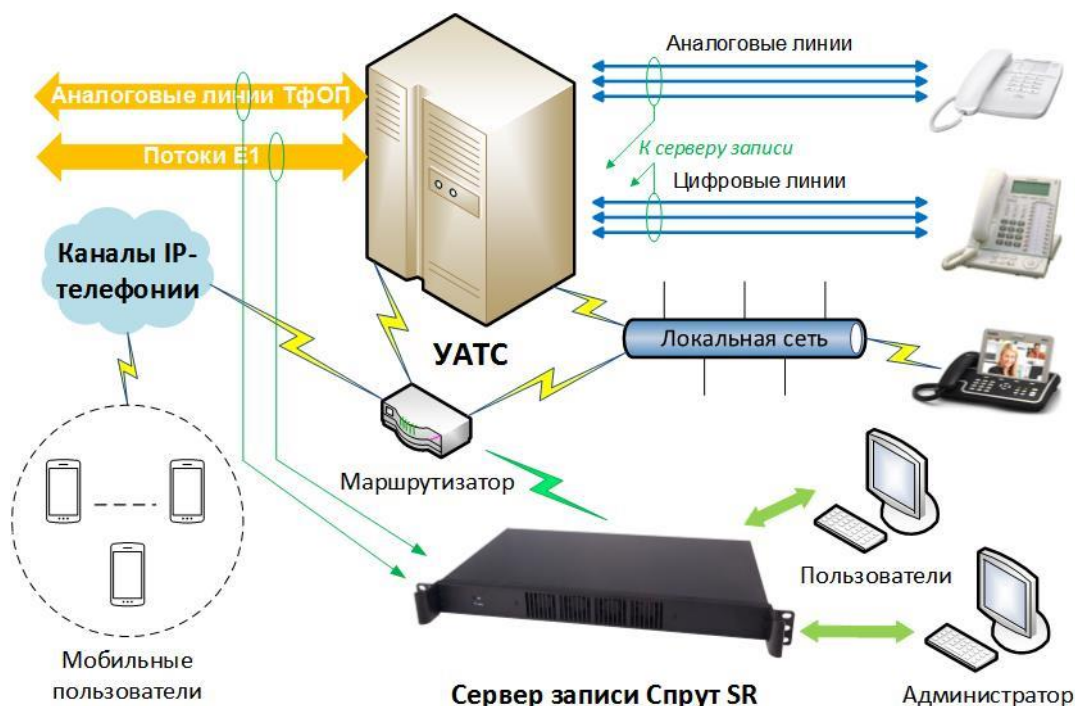 Аналоговые линии
Аналоговые линии ТфОП
К серверу записи
Потоки Е1
Цифровые линии
Каналы IP-
телефонии
УАТС
Локальная сеть
Маршрутизатор
Пользователи
Мобильные
пользователи
Сервер записи Спрут SR
Администратор